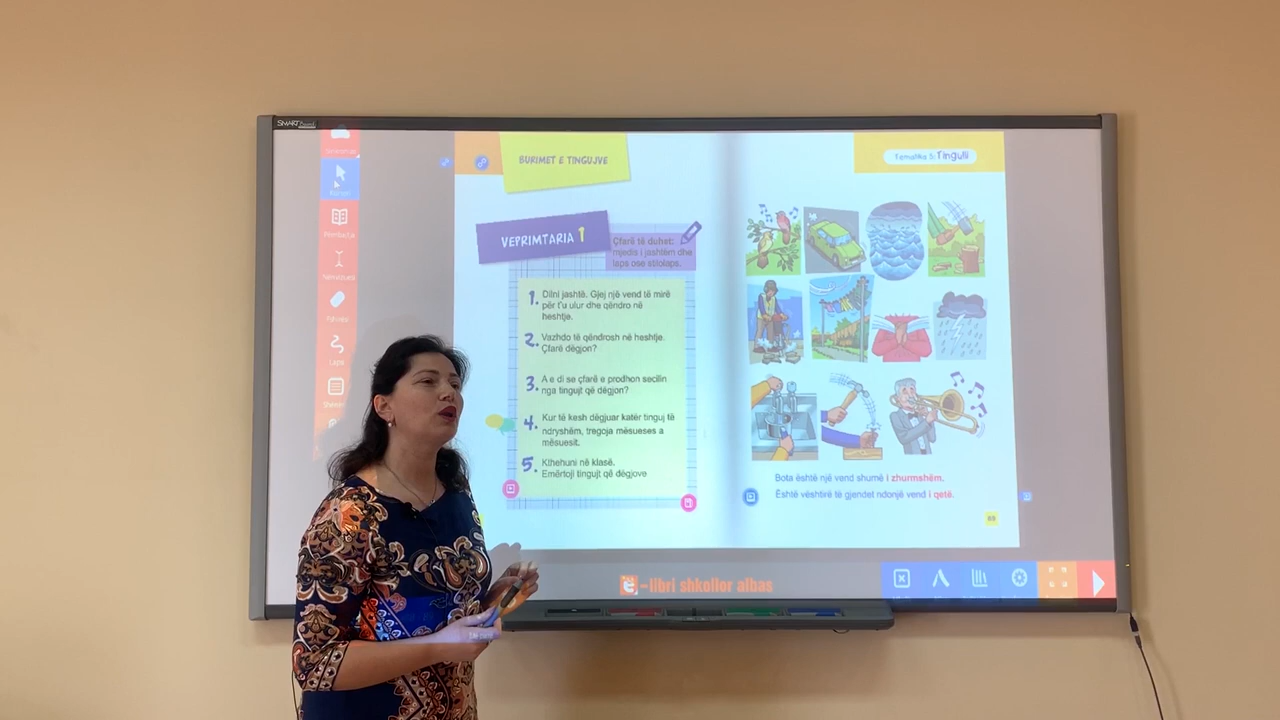 SMART Board
BURIMET E TINGUJVE
Tematika 5: Tingulli
VEPRIMTARIA 1
Çfarë të duhet:
mjedis i jashtëm dhe
laps ose stilolaps.
1. Dilni jashtë. Gjej një vend të mirë
për t'u ulur dhe qëndro në
heshtje.
2. Vazhdo të qëndrosh në heshtje.
Çfarë dëgjon?
3. A e di se çfarë e prodhon secilin
nga tingujt që dëgjon?
4. Kur të kesh dëgjuar katër tinguj të
ndryshëm, tregoja mësueses a
mësuesit.
5. Kthehuni në klasë.
Emërtoji tingujt që dëgjove
Bota është një vend shumë i zhurmshëm.
Është vështirë të gjendet ndonjë vend i qetë.
89
Laps
e-libri shkollor albas